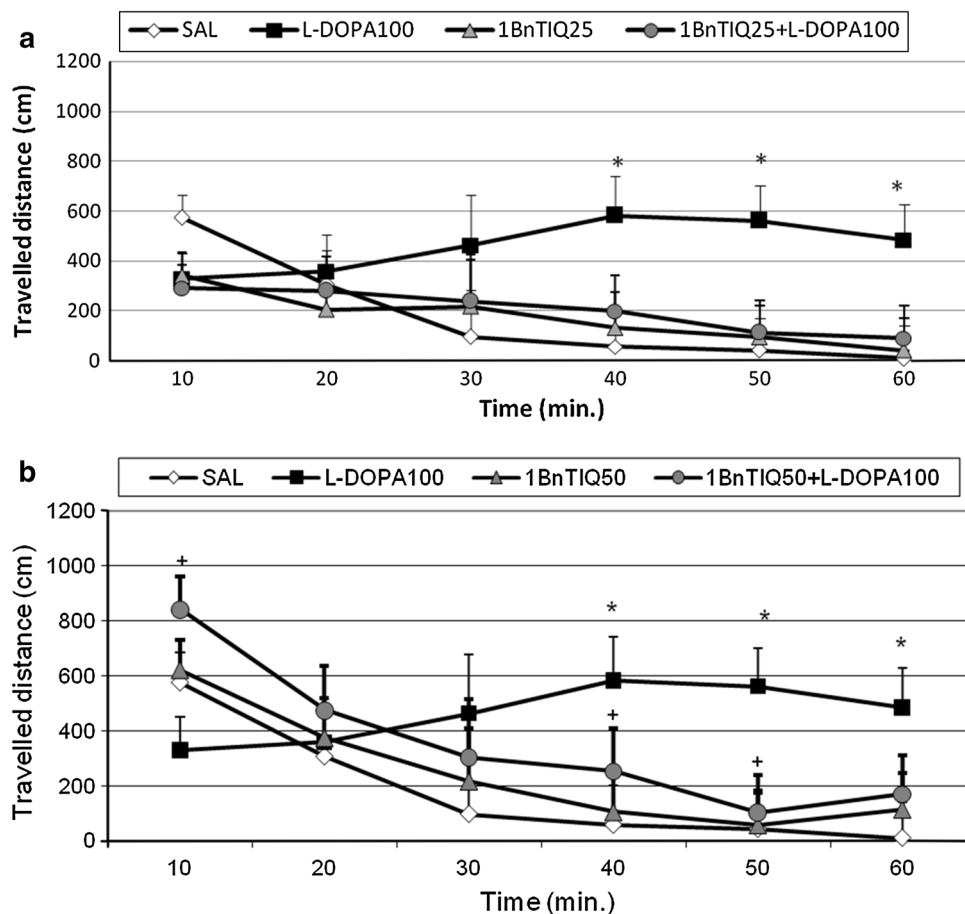 a
SAL L-DOPA100 1BnTIQ25 1BnTIQ25+L-DOPA100
1200
1000
800
600
400
200
0
* * *
10 20 30 40 50 60
Travelled distance (cm)
Time (min.)
b
SAL L-DOPA100 1BnTIQ50 1BnTIQ50+L-DOPA100
1200
1000
800
600
400
200
0
+ * * *
+ +
10 20 30 40 50 60
Travelled distance (cm)
Time (min.)